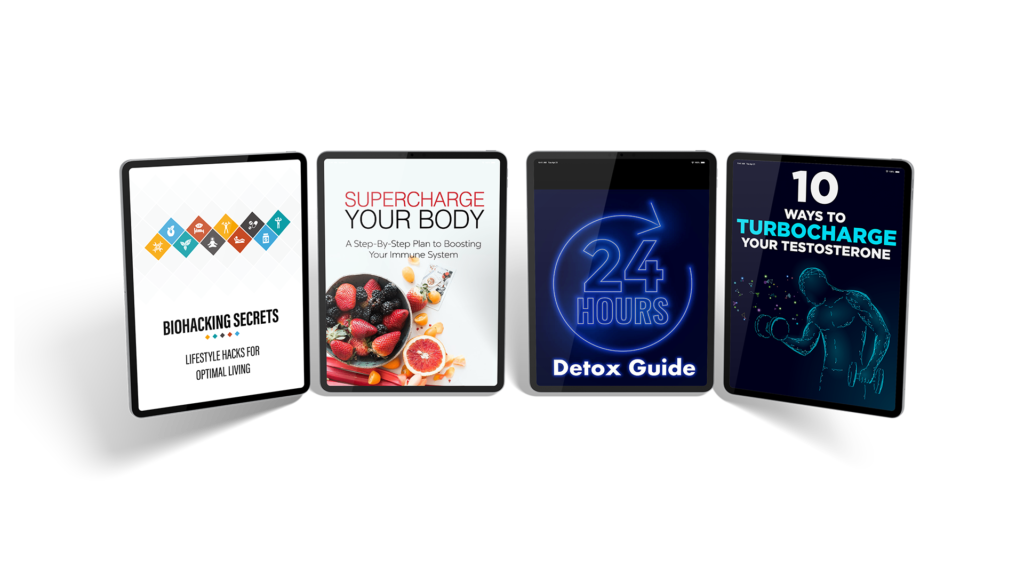 BIOHACKING SECRETS
LIFESTYLE HACKS FOR
OPTIMAL LIVING
SUPERCHARGE
YOUR BODY
A Step-By-Step Plan to Boosting
Your Immune System
24
HOURS
Detox Guide
10
WAYS TO
TURBOCHARGE
YOUR TESTOSTERONE